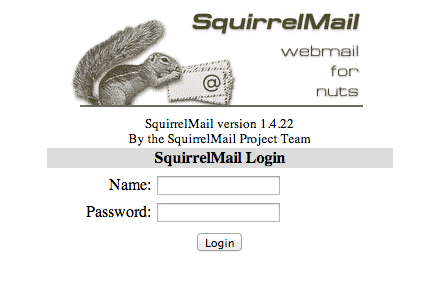 SquirrelMail
webmail
for
nuts
@
SquirrelMail version 1.4.22
By the SquirrelMail Project Team
SquirrelMail Login
Name:
Password:
Login